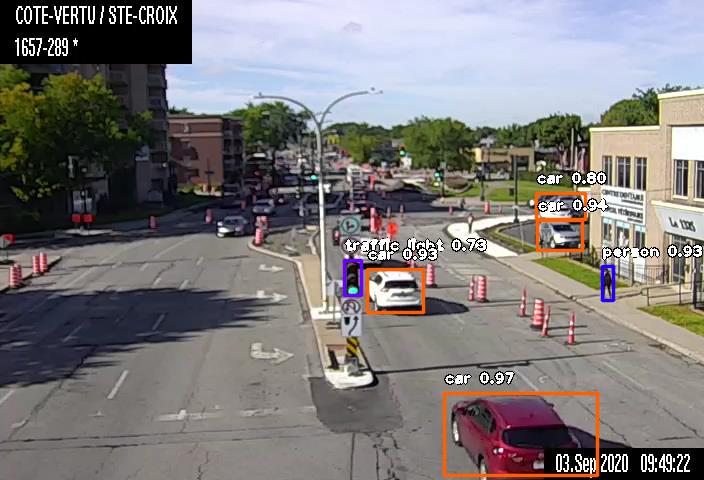 COTE-VERTU / STE-CROIX
1657-289 *
car 0.80
car 0.94
traffic light 0.73
car 0.93
person 0.93
car 0.97
03.Sep 2020 09:49:22